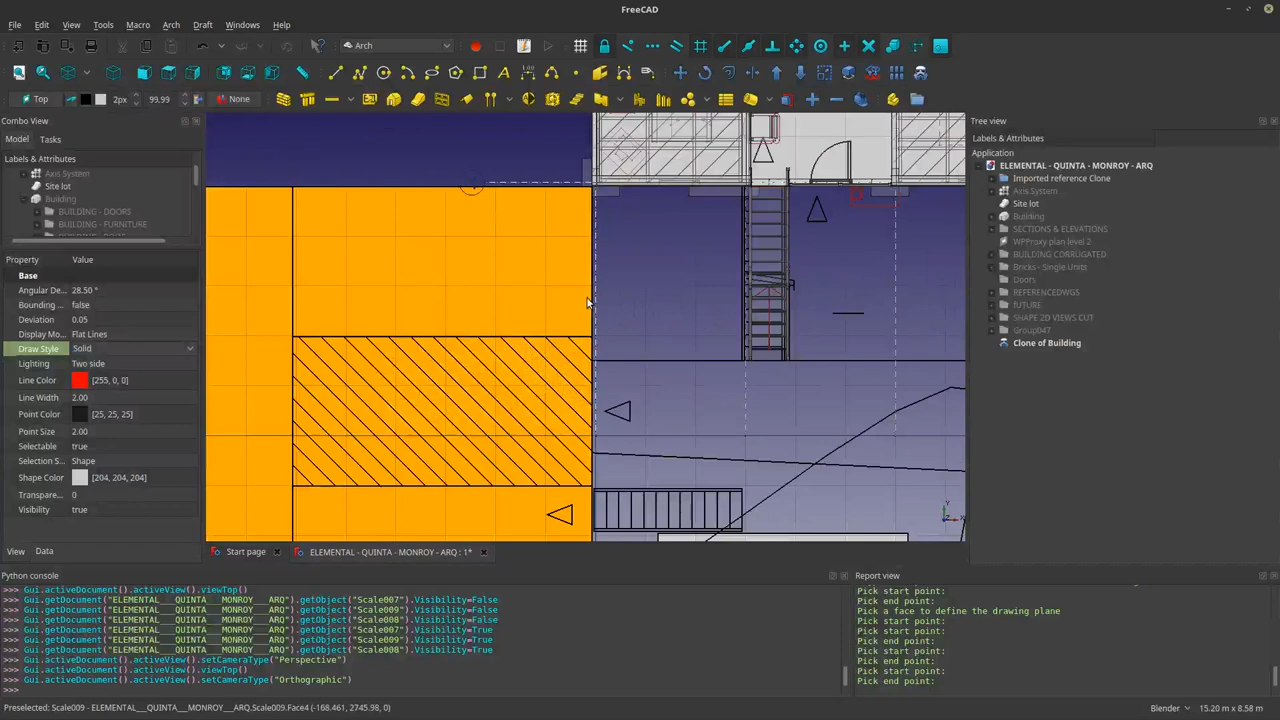 FreeCAD
File Edit View Tools Macro Arch Draft Windows Help
Arch
Top 2px 99.99 None
Combo View
Model Tasks
Labels & Attributes
Axis System
Site lot
Building
BUILDING - DOORS
BUILDING - FURNITURE
Property Value
Base
Angular De... 28.50 °
Bounding ... false
Deviation 0.05
Display Mo... Flat Lines
Draw Style Solid
Lighting Two side
Line Color [255, 0, 0]
Line Width 2.00
Point Color [25, 25, 25]
Point Size 2.00
Selectable true
Selection S... Shape
Shape Color [204, 204, 204]
Transpare... 0
Visibility true
View Data
Start page ELEMENTAL - QUINTA - MONROY - ARQ : 1*
Tree view
Labels & Attributes
Application
ELEMENTAL - QUINTA - MONROY - ARQ
Imported reference Clone
Axis System
Site lot
Building
SECTIONS & ELEVATIONS
WPProxy plan level 2
BUILDING CORRUGATED
Bricks - Single Units
Doors
REFERENCEDWGS
fUTURE
SHAPE 2D VIEWS CUT
Group047
Clone of Building
Python console
>>> Gui.activeDocument().activeView().viewTop()
>>> Gui.getDocument("ELEMENTAL___QUINTA___MONROY___ARQ").getObject("Scale007").Visibility=False
>>> Gui.getDocument("ELEMENTAL___QUINTA___MONROY___ARQ").getObject("Scale009").Visibility=False
>>> Gui.getDocument("ELEMENTAL___QUINTA___MONROY___ARQ").getObject("Scale008").Visibility=False
>>> Gui.getDocument("ELEMENTAL___QUINTA___MONROY___ARQ").getObject("Scale007").Visibility=True
>>> Gui.getDocument("ELEMENTAL___QUINTA___MONROY___ARQ").getObject("Scale009").Visibility=True
>>> Gui.getDocument("ELEMENTAL___QUINTA___MONROY___ARQ").getObject("Scale008").Visibility=True
>>> Gui.activeDocument().activeView().setCameraType("Perspective")
>>> Gui.activeDocument().activeView().viewTop()
>>> Gui.activeDocument().activeView().setCameraType("Orthographic")
>>>
Report view
Pick start point:
Pick end point:
Pick a face to define the drawing plane
Pick start point:
Pick start point:
Pick end point:
Pick start point:
Pick end point:
Pick start point:
Pick end point:
Preselected: Scale009 - ELEMENTAL___QUINTA___MONROY___ARQ.Scale009.Face4 (-168.461, 2745.98, 0)
Blender 15.20 m x 8.58 m